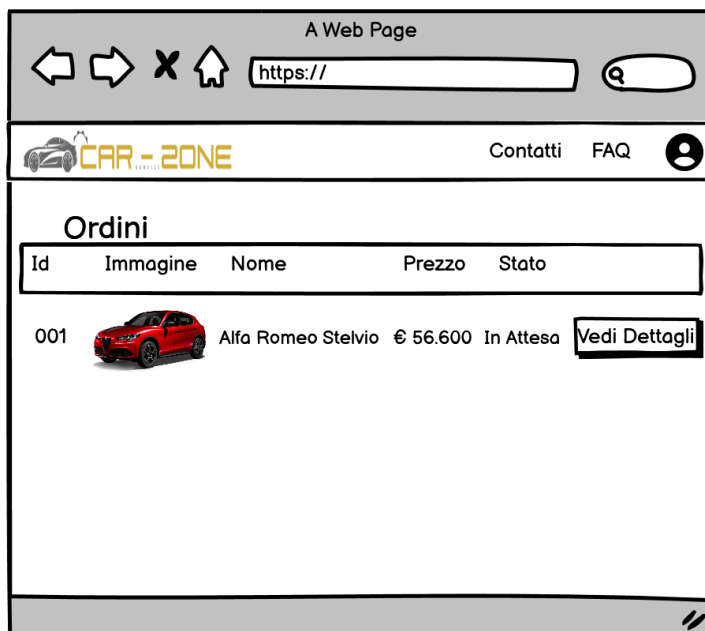 A Web Page
https://
CAR-ZONE
Contatti FAQ
Ordini
Id Immagine Nome Prezzo Stato
001 Alfa Romeo Stelvio € 56.600 In Attesa Vedi Dettagli